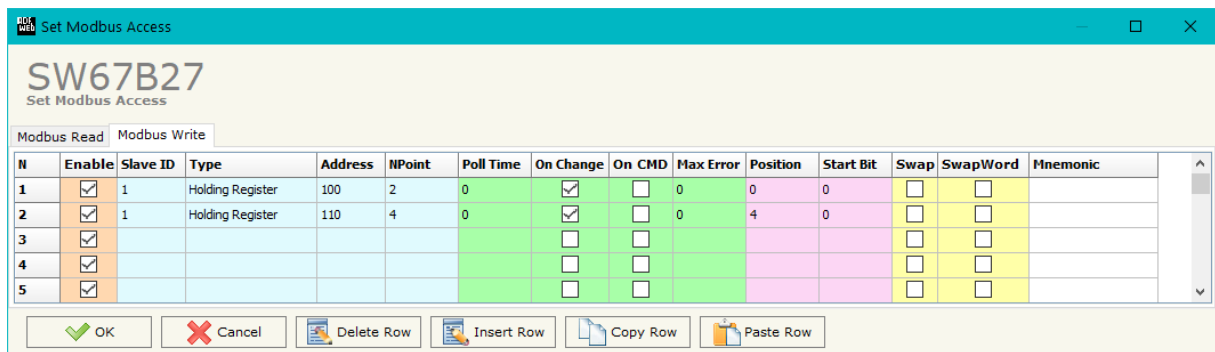 ADF WEB Set Modbus Access
SW67B27
Set Modbus Access
Modbus Read Modbus Write
N Enable Slave ID Type Address NPoint Poll Time On Change On CMD Max Error Position Start Bit Swap SwapWord Mnemonic
1 1 Holding Register 100 2 0 0 0 0
2 1 Holding Register 110 4 0 0 4 0
3
4
5
OK Cancel Delete Row Insert Row Copy Row Paste Row